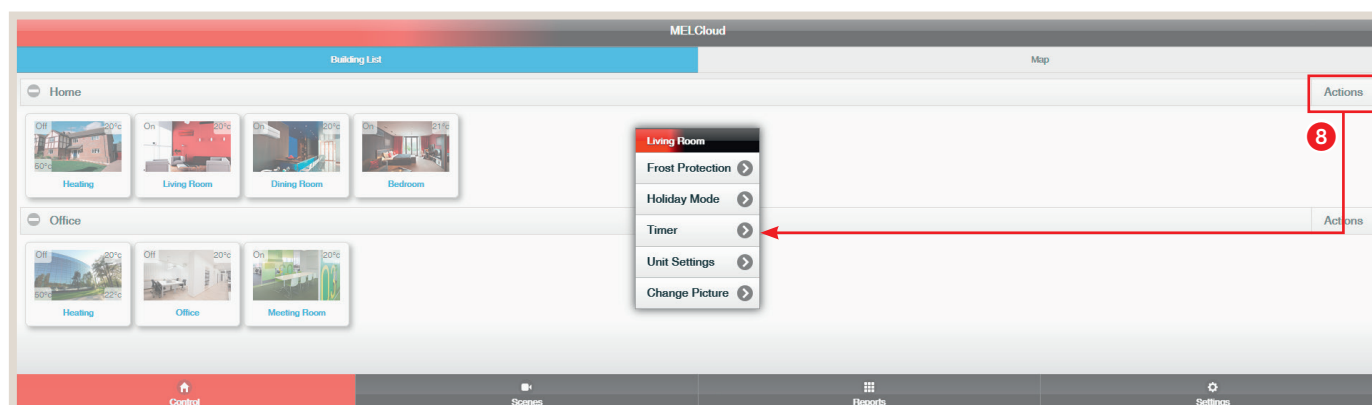 MELCloud
Building List
Map
Home
Actions
8
Off 20°c
On 20°c
On 20°c
On 21°c
50°c
Heating
Living Room
Dining Room
Bedroom
Living Room
Frost Protection
Holiday Mode
Timer
Unit Settings
Change Picture
Office
Actions
Off 20°c
Off 20°c
On 20°c
50°c 22°c
Heating
Office
Meeting Room
Control
Scenes
Reports
Settings